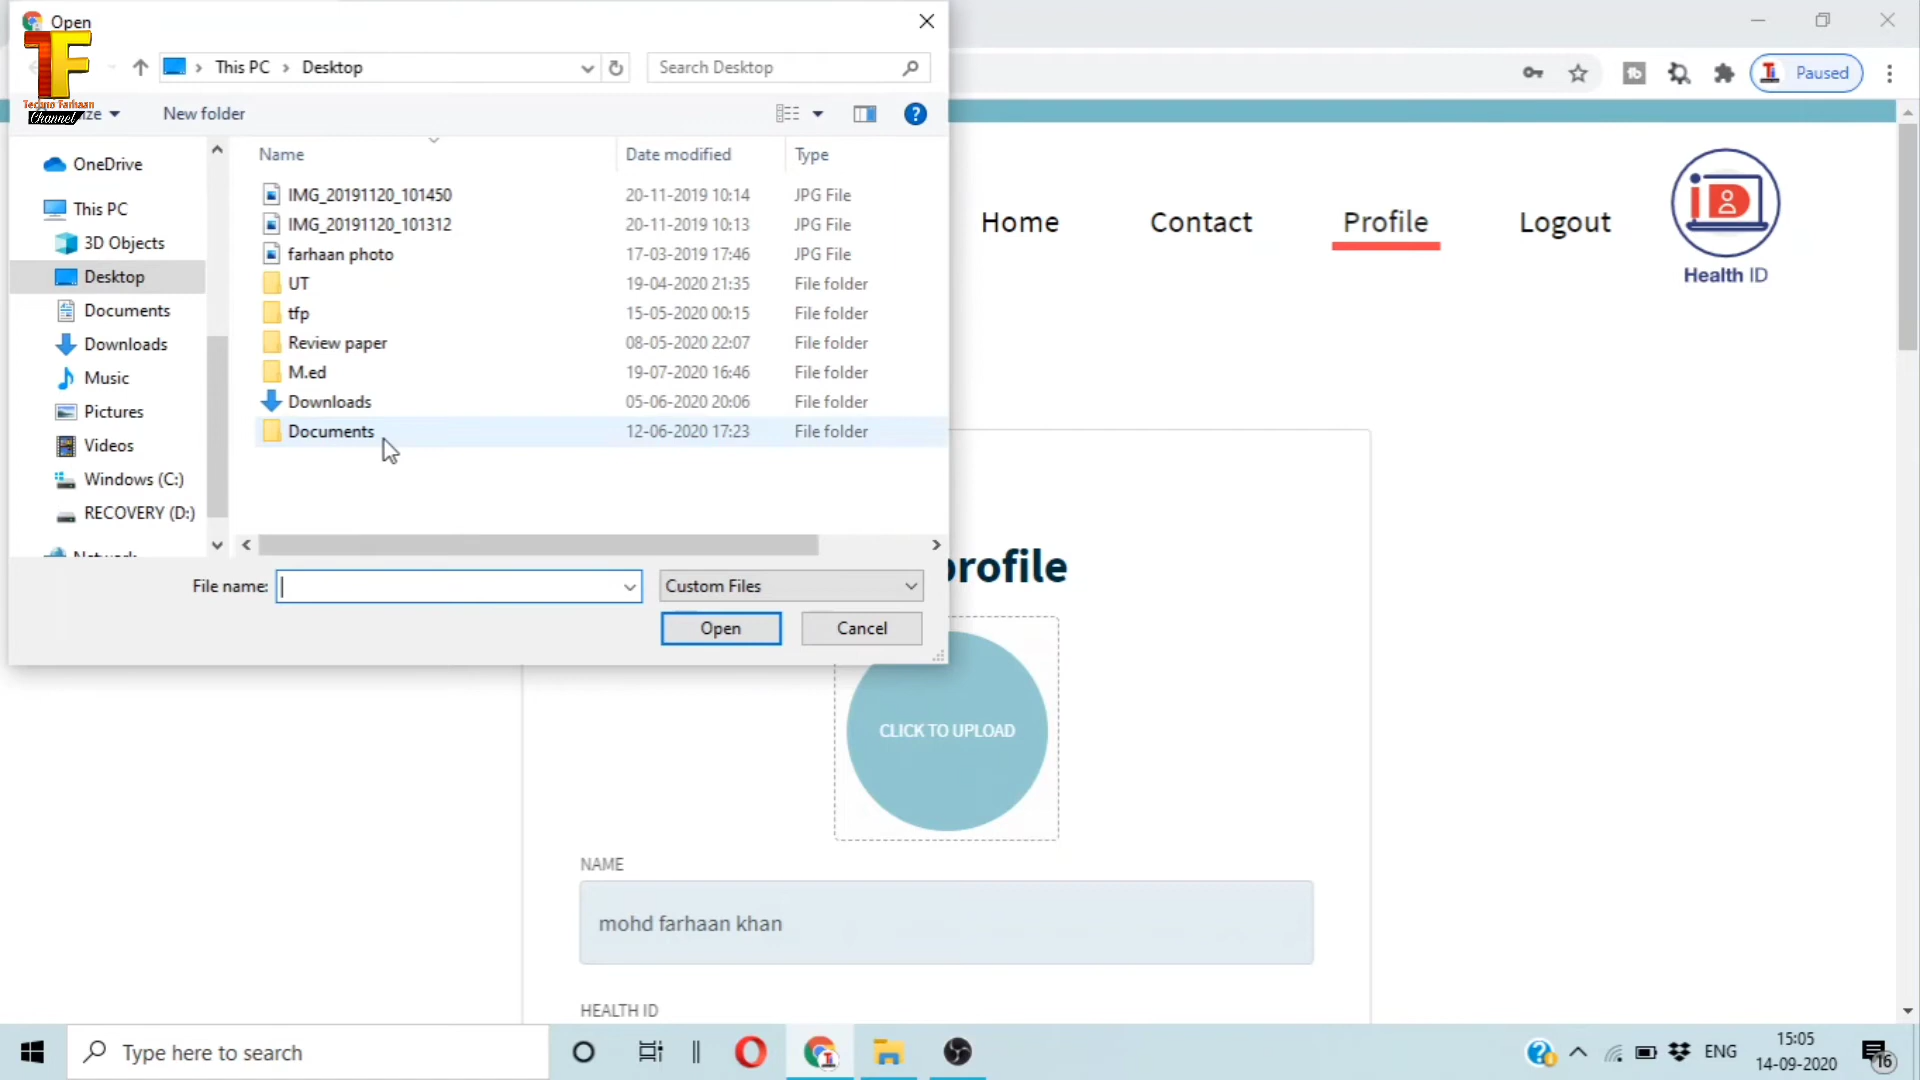 Open
TF
Techno Farhaan
Channel
This PC > Desktop
Search Desktop
Paused
New folder
OneDrive
This PC
3D Objects
Desktop
Documents
Downloads
Music
Pictures
Videos
Windows (C:)
RECOVERY (D:)
Name Date modified Type
IMG_20191120_101450 20-11-2019 10:14 JPG File
IMG_20191120_101312 20-11-2019 10:13 JPG File
farhaan photo 17-03-2019 17:46 JPG File
UT 19-04-2020 21:35 File folder
tfp 15-05-2020 00:15 File folder
Review paper 08-05-2020 22:07 File folder
M.ed 19-07-2020 16:46 File folder
Downloads 05-06-2020 20:06 File folder
Documents 12-06-2020 17:23 File folder
File name:
Custom Files
Open Cancel
Home Contact Profile Logout
Health ID
profile
CLICK TO UPLOAD
NAME
mohd farhaan khan
HEALTH ID
Type here to search
ENG
15:05
14-09-2020
16